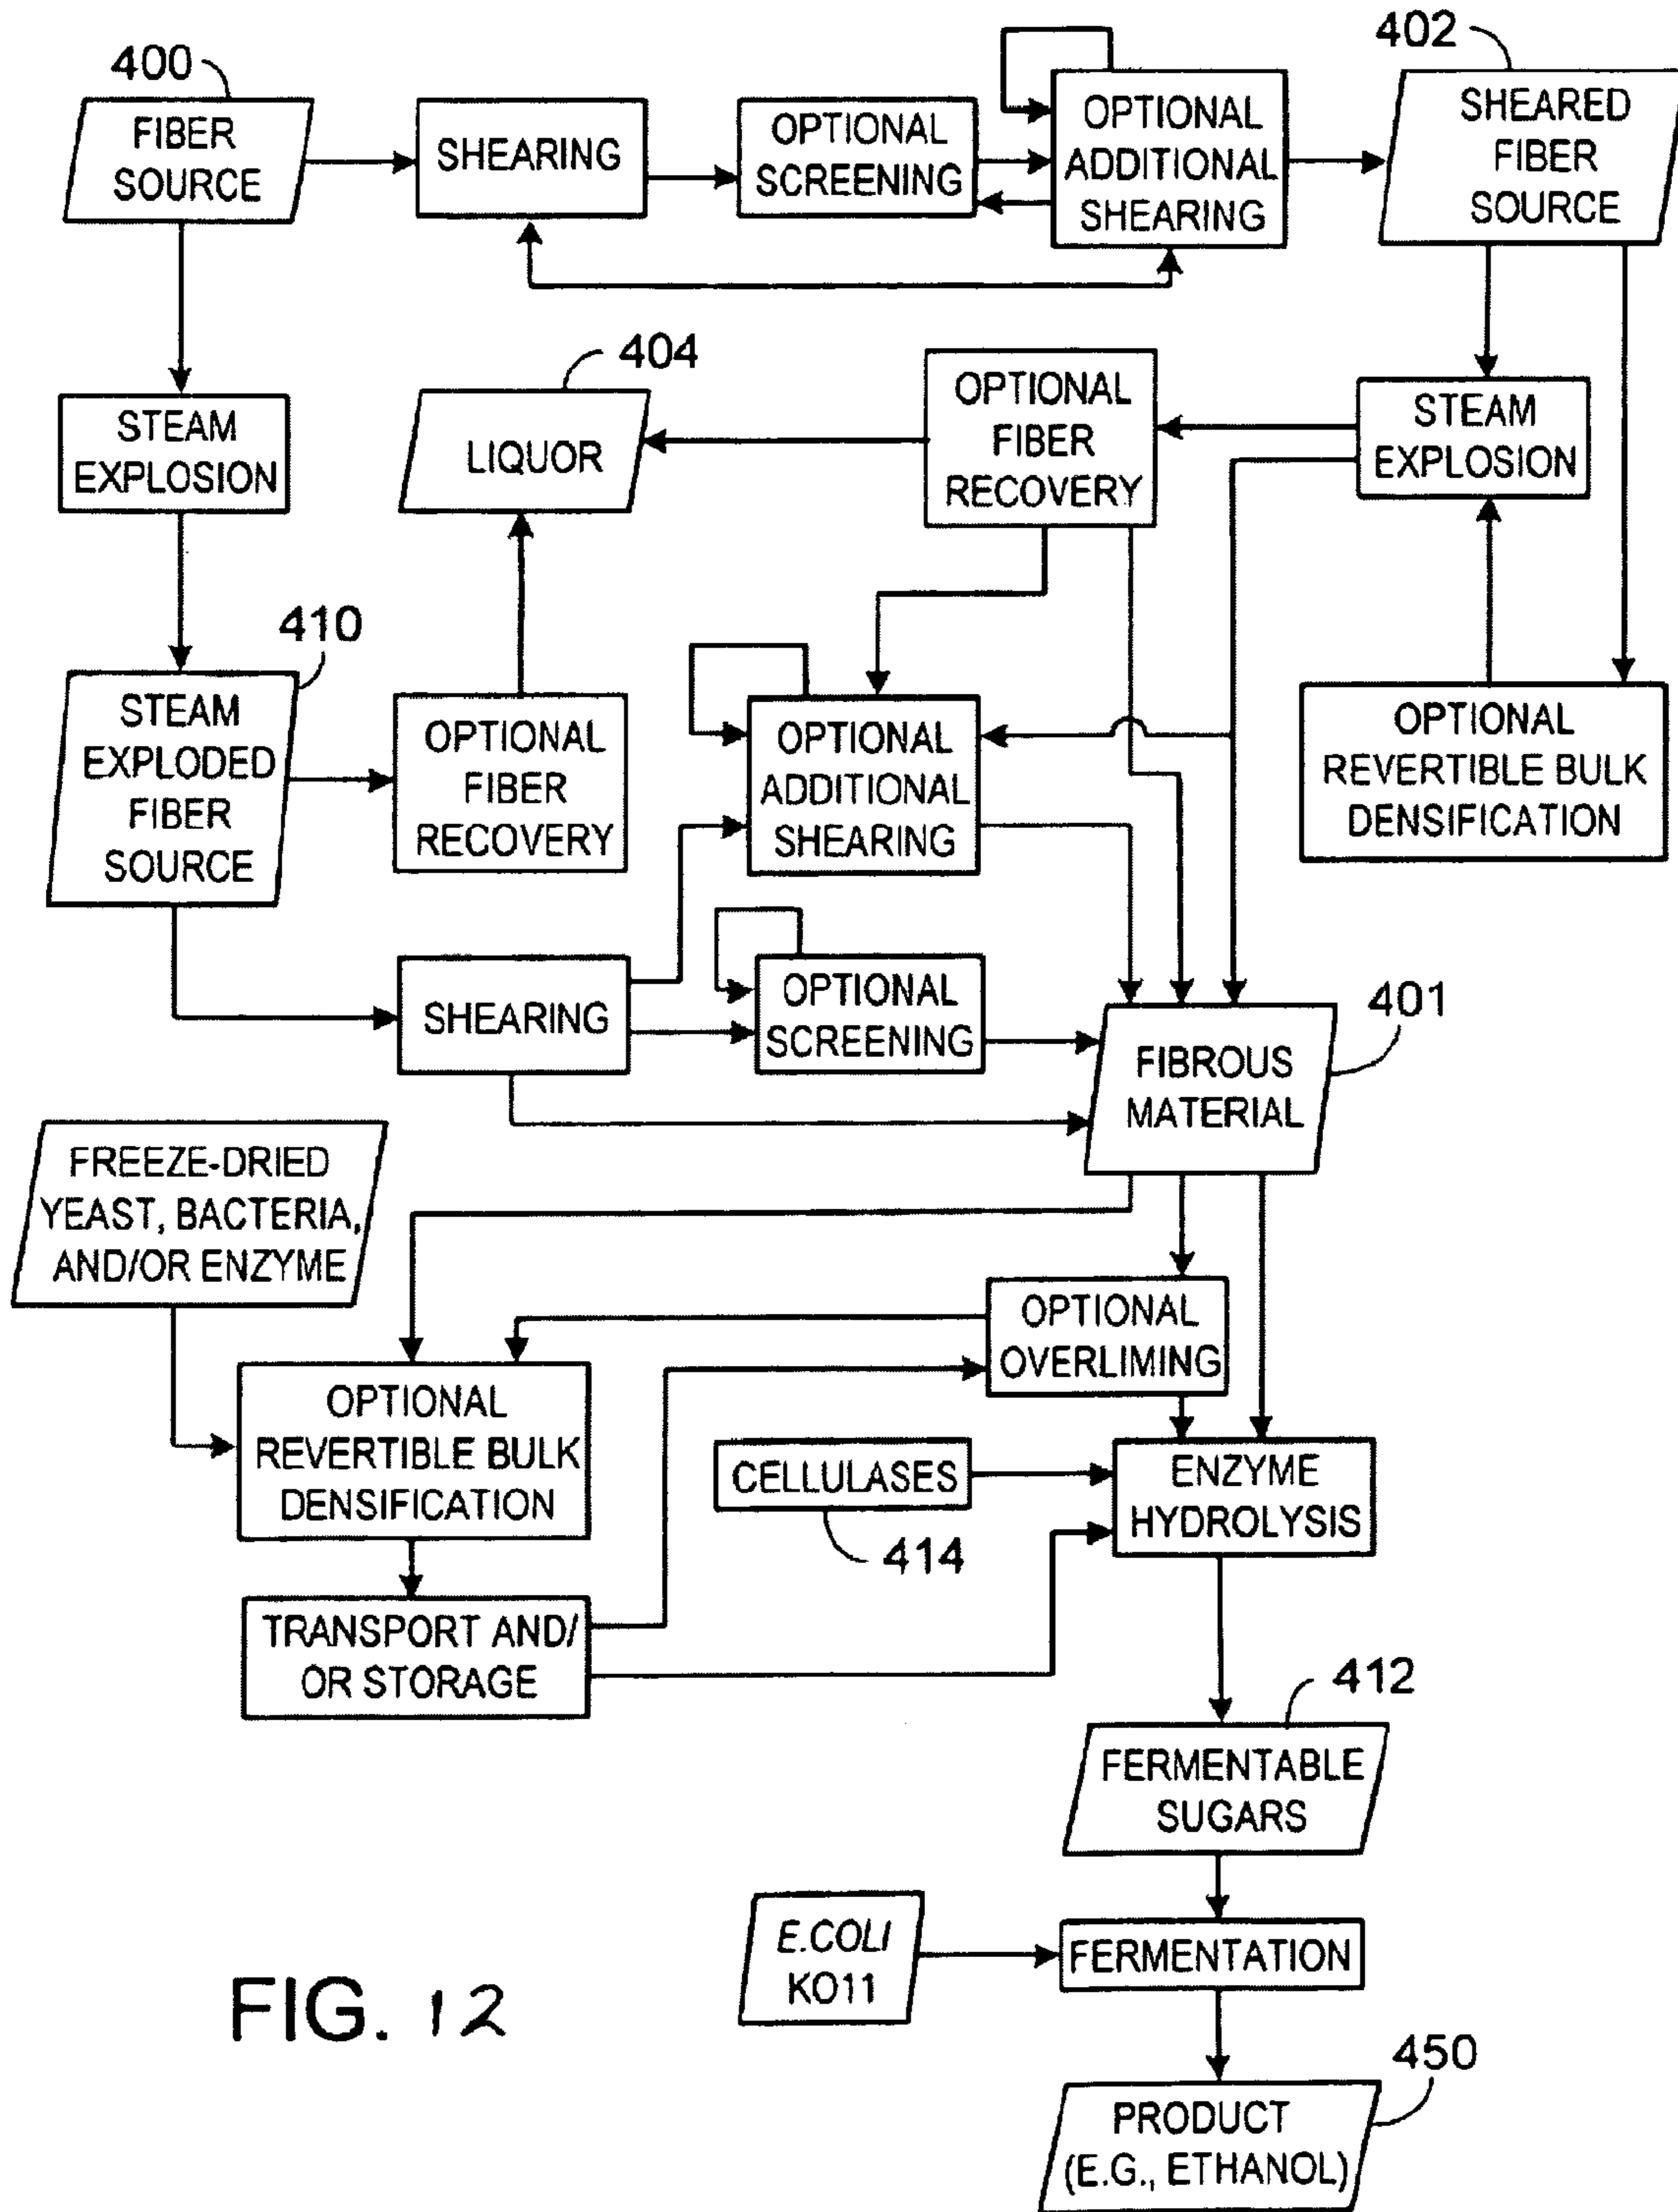 400
FIBER
SOURCE
SHEARING
OPTIONAL
SCREENING
OPTIONAL
ADDITIONAL
SHEARING
402
SHEARED
FIBER
SOURCE
STEAM
EXPLOSION
404
LIQUOR
OPTIONAL
FIBER
RECOVERY
STEAM
EXPLOSION
410
STEAM
EXPLODED
FIBER
SOURCE
OPTIONAL
FIBER
RECOVERY
OPTIONAL
ADDITIONAL
SHEARING
OPTIONAL
REVERTIBLE BULK
DENSIFICATION
SHEARING
OPTIONAL
SCREENING
401
FIBROUS
MATERIAL
FREEZE-DRIED
YEAST, BACTERIA,
AND/OR ENZYME
OPTIONAL
OVERLIMING
OPTIONAL
REVERTIBLE BULK
DENSIFICATION
CELLULASES
414
ENZYME
HYDROLYSIS
TRANSPORT AND/
OR STORAGE
412
FERMENTABLE
SUGARS
E.COLI
KO11
FERMENTATION
450
PRODUCT
(E.G., ETHANOL)
FIG. 12